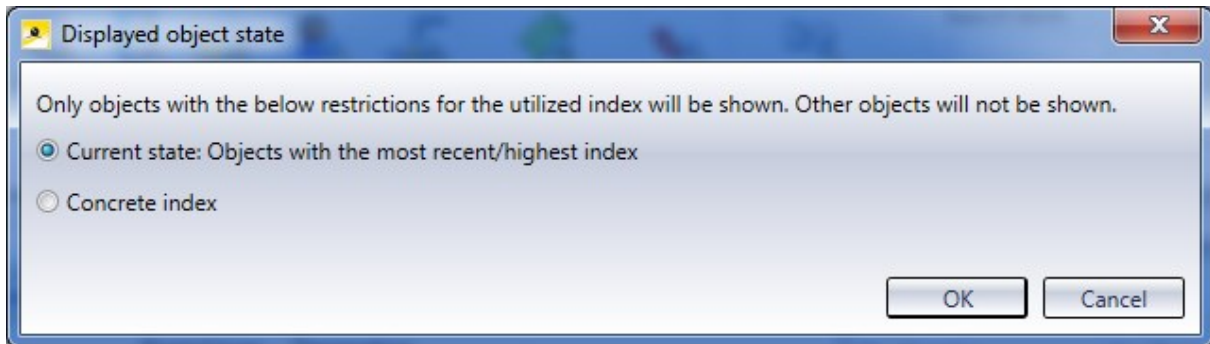 Displayed object state
Only objects with the below restrictions for the utilized index will be shown. Other objects will not be shown.
Current state: Objects with the most recent/highest index
Concrete index
OK
Cancel